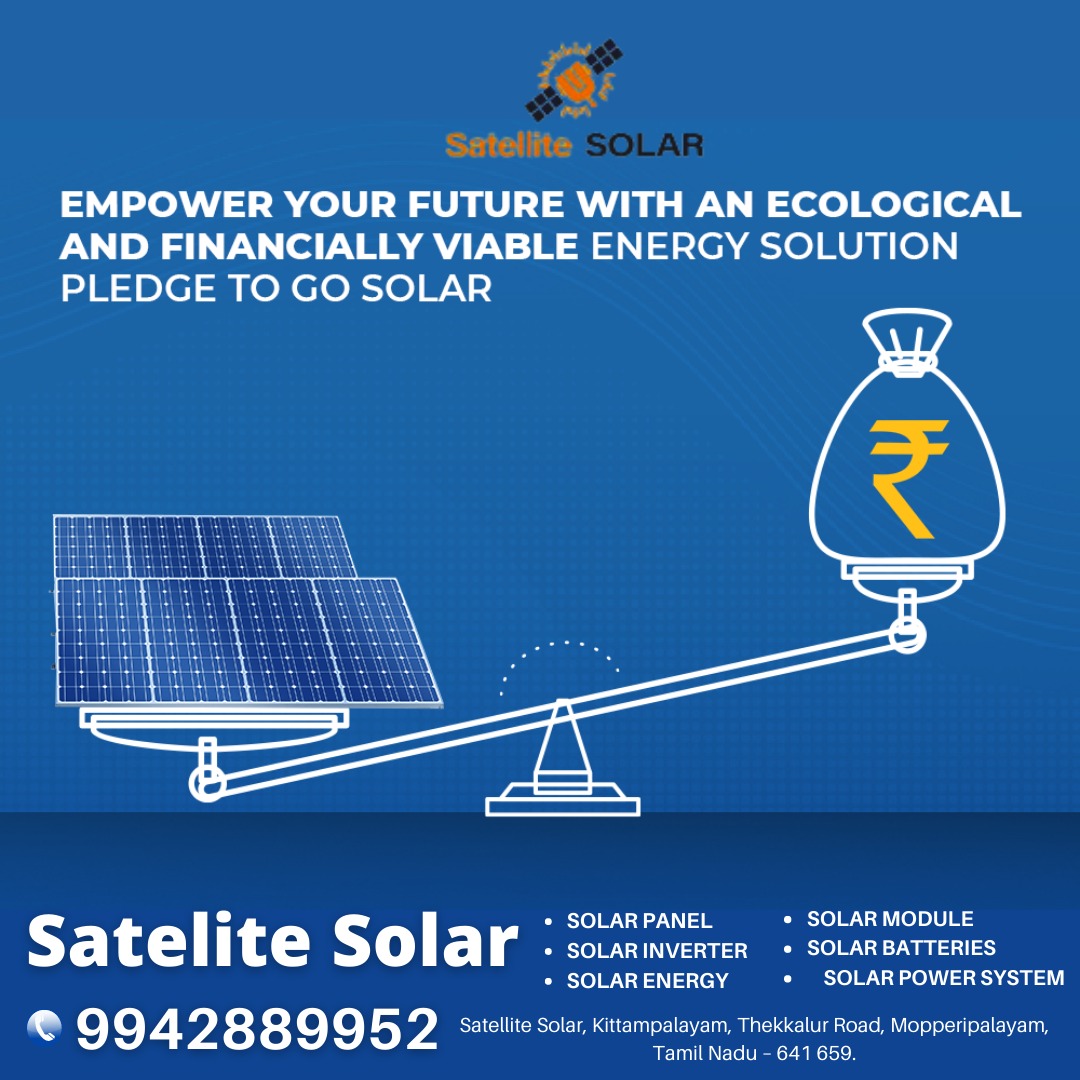 Satellite SOLAR
EMPOWER YOUR FUTURE WITH AN ECOLOGICAL
AND FINANCIALLY VIABLE ENERGY SOLUTION
PLEDGE TO GO SOLAR
₹
Satelite Solar
• SOLAR PANEL
• SOLAR INVERTER
• SOLAR ENERGY
• SOLAR MODULE
• SOLAR BATTERIES
• SOLAR POWER SYSTEM
9942889952
Satellite Solar, Kittampalayam, Thekkalur Road, Mopperipalayam,
Tamil Nadu – 641 659.